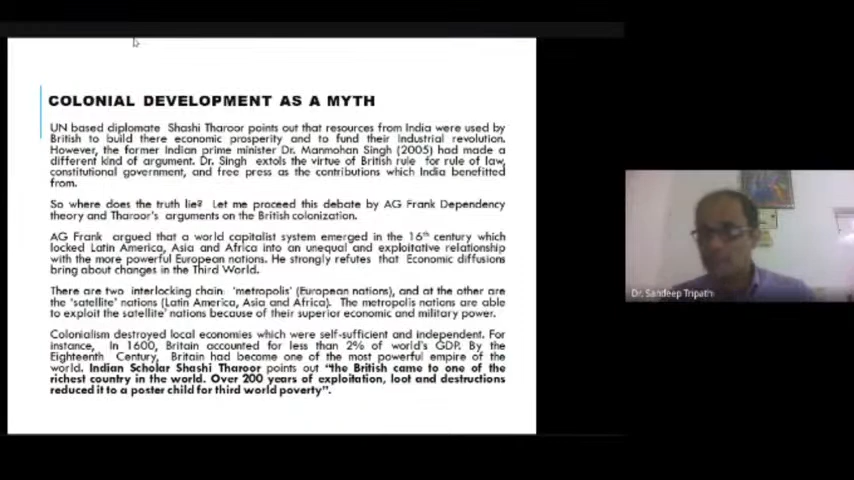 COLONIAL DEVELOPMENT AS A MYTH
UN based diplomate Shashi Tharoor points out that resources from India were used by
British to build there economic prosperity and to fund their Industrial revolution.
However, the former Indian prime minister Dr. Manmohan Singh (2005) had made a
different kind of argument. Dr. Singh extols the virtue of British rule for rule of law,
constitutional government, and free press as the contributions which India benefitted
from.
So where does the truth lie? Let me proceed this debate by AG Frank Dependency
theory and Tharoor's arguments on the British colonization.
AG Frank argued that a world capitalist system emerged in the 16th century which
locked Latin America, Asia and Africa into an unequal and exploitative relationship
with the more powerful European nations. He strongly refutes that Economic diffusions
bring about changes in the Third World.
There are two interlocking chain 'metropolis' (European nations), and at the other are
the 'satellite' nations (Latin America, Asia and Africa). The metropolis nations are able
to exploit the satellite' nations because of their superior economic and military power.
Colonialism destroyed local economies which were self-sufficient and independent. For
instance, In 1600, Britain accounted for less than 2% of world's GDP. By the
Eighteenth Century, Britain had become one of the most powerful empire of the
world. Indian Scholar Shashi Tharoor points out "the British came to one of the
richest country in the world. Over 200 years of exploitation, loot and destructions
reduced it to a poster child for third world poverty".
Dr. Sandeep Tripathi